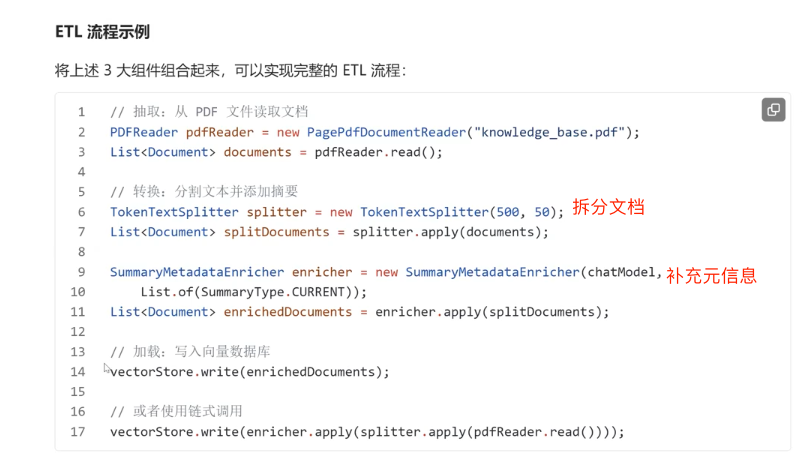 ETL 流程示例
将上述 3 大组件组合起来，可以实现完整的 ETL 流程：
1 // 抽取：从 PDF 文件读取文档
2 PDFReader pdfReader = new PagePdfDocumentReader("knowledge_base.pdf");
3 List<Document> documents = pdfReader.read();
4
5 // 转换：分割文本并添加摘要
6 TokenTextSplitter splitter = new TokenTextSplitter(500, 50); 拆分文档
7 List<Document> splitDocuments = splitter.apply(documents);
8
9 SummaryMetadataEnricher enricher = new SummaryMetadataEnricher(chatModel, 补充元信息
10 List.of(SummaryType.CURRENT));
11 List<Document> enrichedDocuments = enricher.apply(splitDocuments);
12
13 // 加载：写入向量数据库
14 vectorStore.write(enrichedDocuments);
15
16 // 或者使用链式调用
17 vectorStore.write(enricher.apply(splitter.apply(pdfReader.read())));